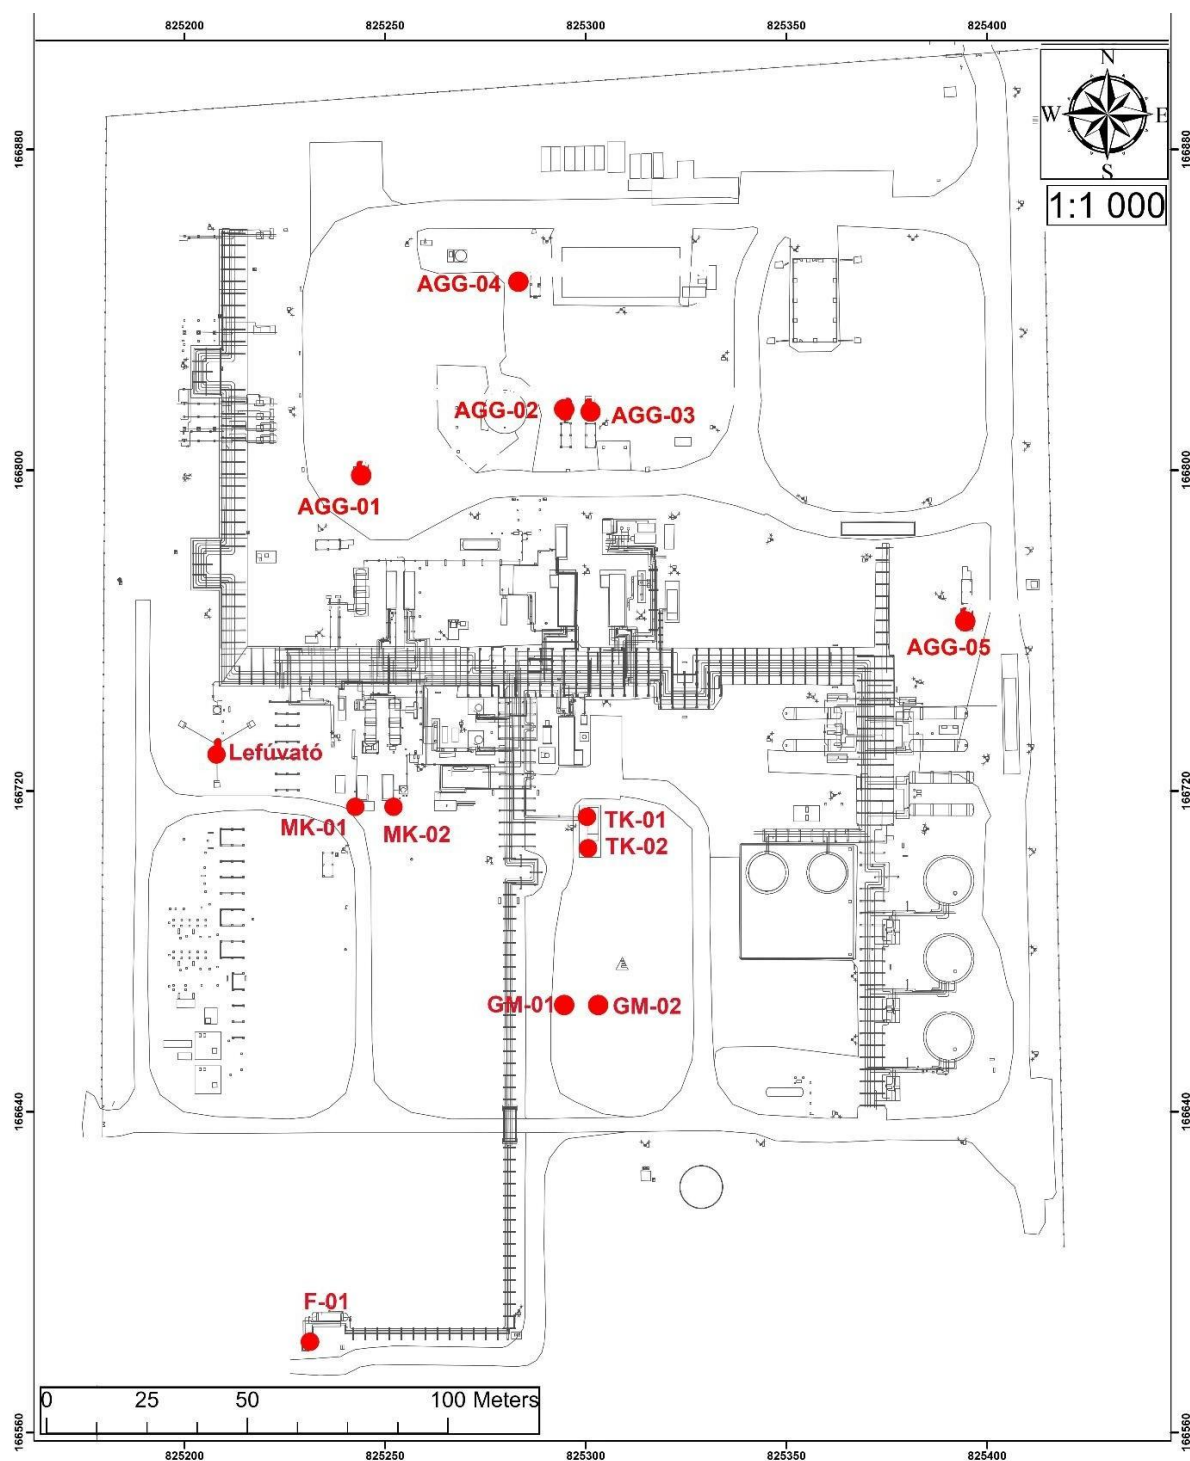 825200 825250 825300 825350 825400
N
W E
S
1:1 000
166880 166880
AGG-04
AGG-02 AGG-03
166800 166800
AGG-01
AGG-05
Lefúvató
166720 166720
MK-01 MK-02 TK-01
TK-02
GM-01 GM-02
166640 166640
F-01
0 25 50 100 Meters
166560 166560
825200 825250 825300 825350 825400